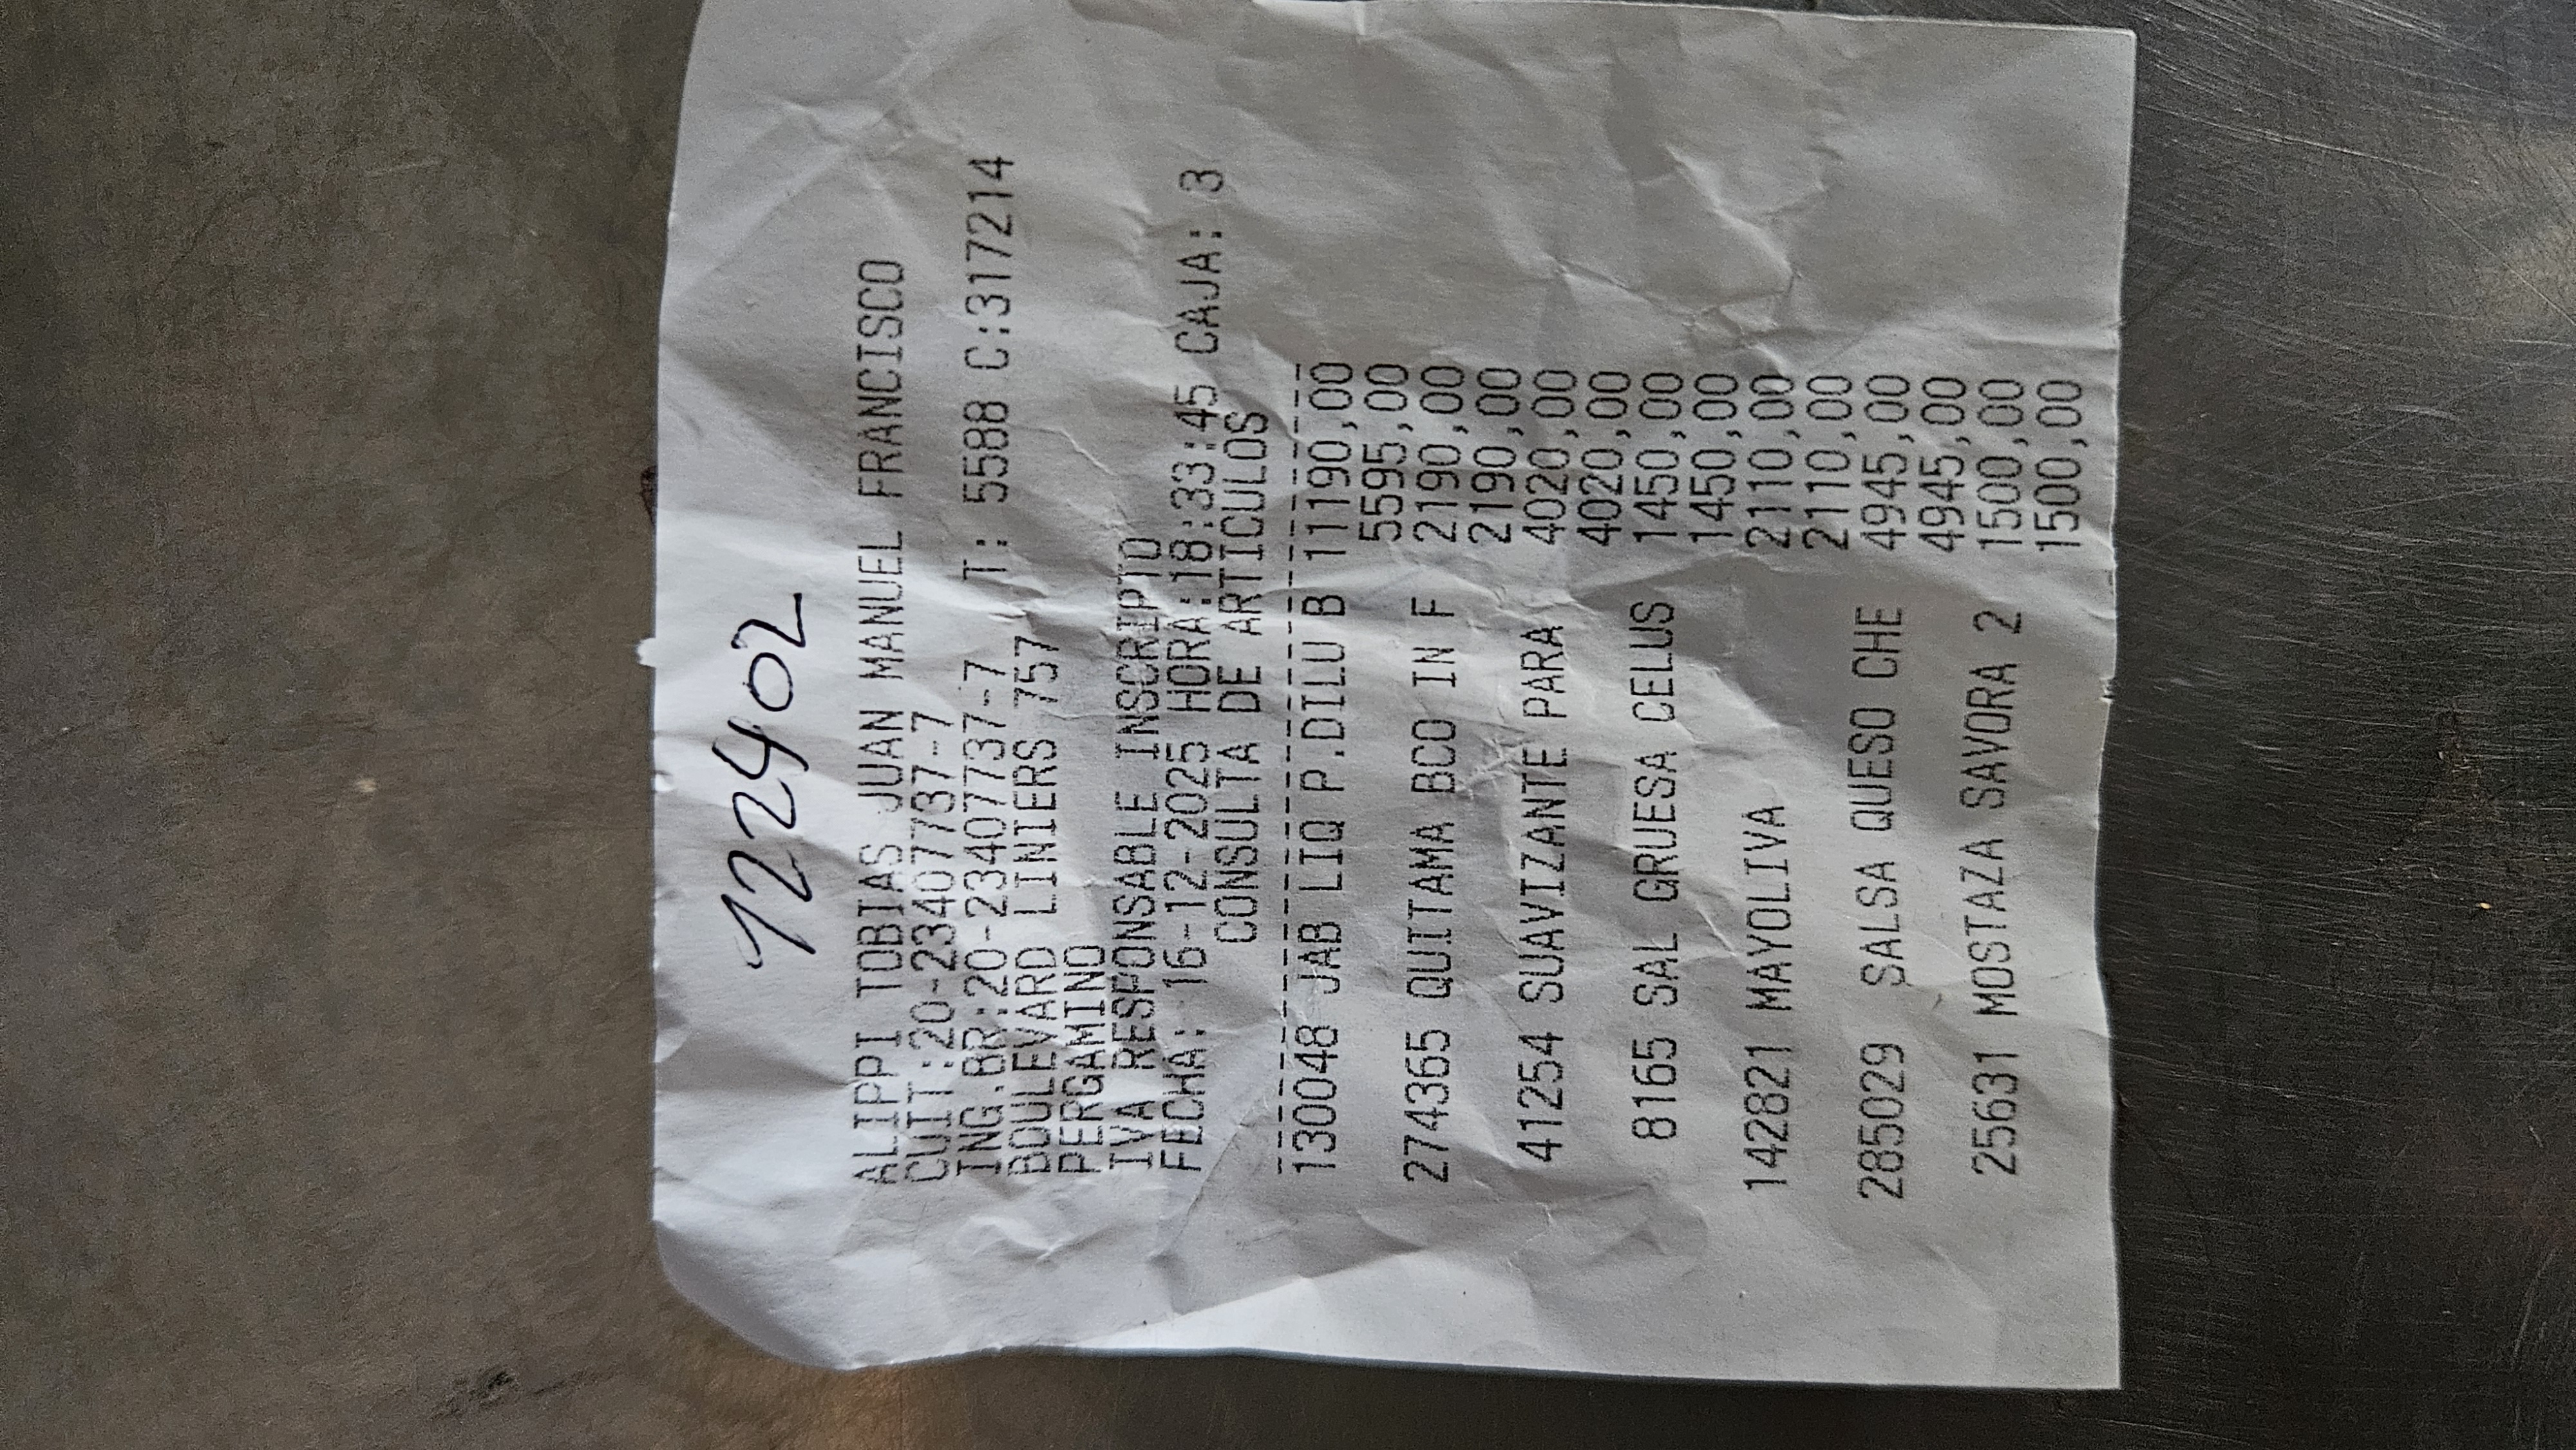 122402
ALIPPI TOBIAS JUAN MANUEL FRANCISCO
CUIT:20-23407737-7
ING.BR:20-23407737-7 T: 5588 C:317214
BOULEVARD LINIERS 757
PERGAMINO
IVA RESPONSABLE INSCRIPTO
FECHA: 16-12-2025 HORA:18:33:45 CAJA: 3
CONSULTA DE ARTICULOS
----------------------------------------
130048 JAB LIQ P.DILU B 11190,00
5595,00
274365 QUITAMA BCO IN F 2190,00
2190,00
41254 SUAVIZANTE PARA 4020,00
4020,00
8165 SAL GRUESA CELUS 1450,00
1450,00
142821 MAYOLIVA 2110,00
2110,00
285029 SALSA QUESO CHE 4945,00
4945,00
25631 MOSTAZA SAVORA 2 1500,00
1500,00